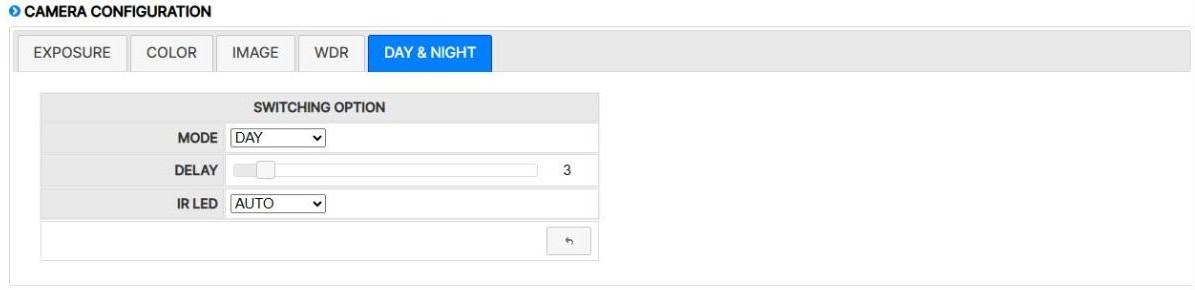 CAMERA CONFIGURATION
EXPOSURE COLOR IMAGE WDR DAY & NIGHT
SWITCHING OPTION
MODE DAY
DELAY 3
IR LED AUTO